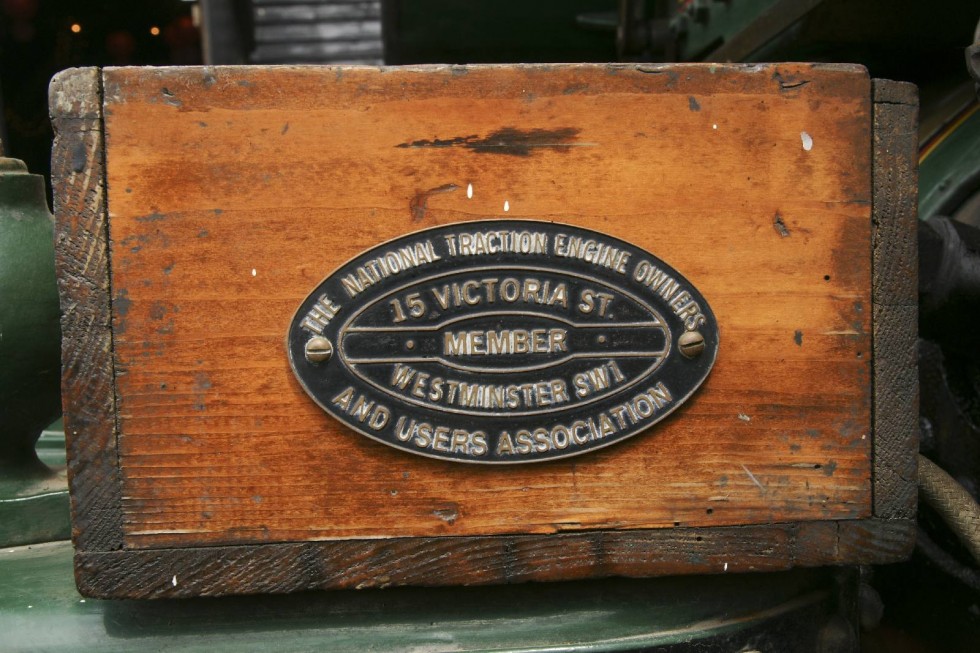 THE NATIONAL TRACTION ENGINE OWNERS
15 VICTORIA ST.
MEMBER
WESTMINSTER SW1
AND USERS ASSOCIATION